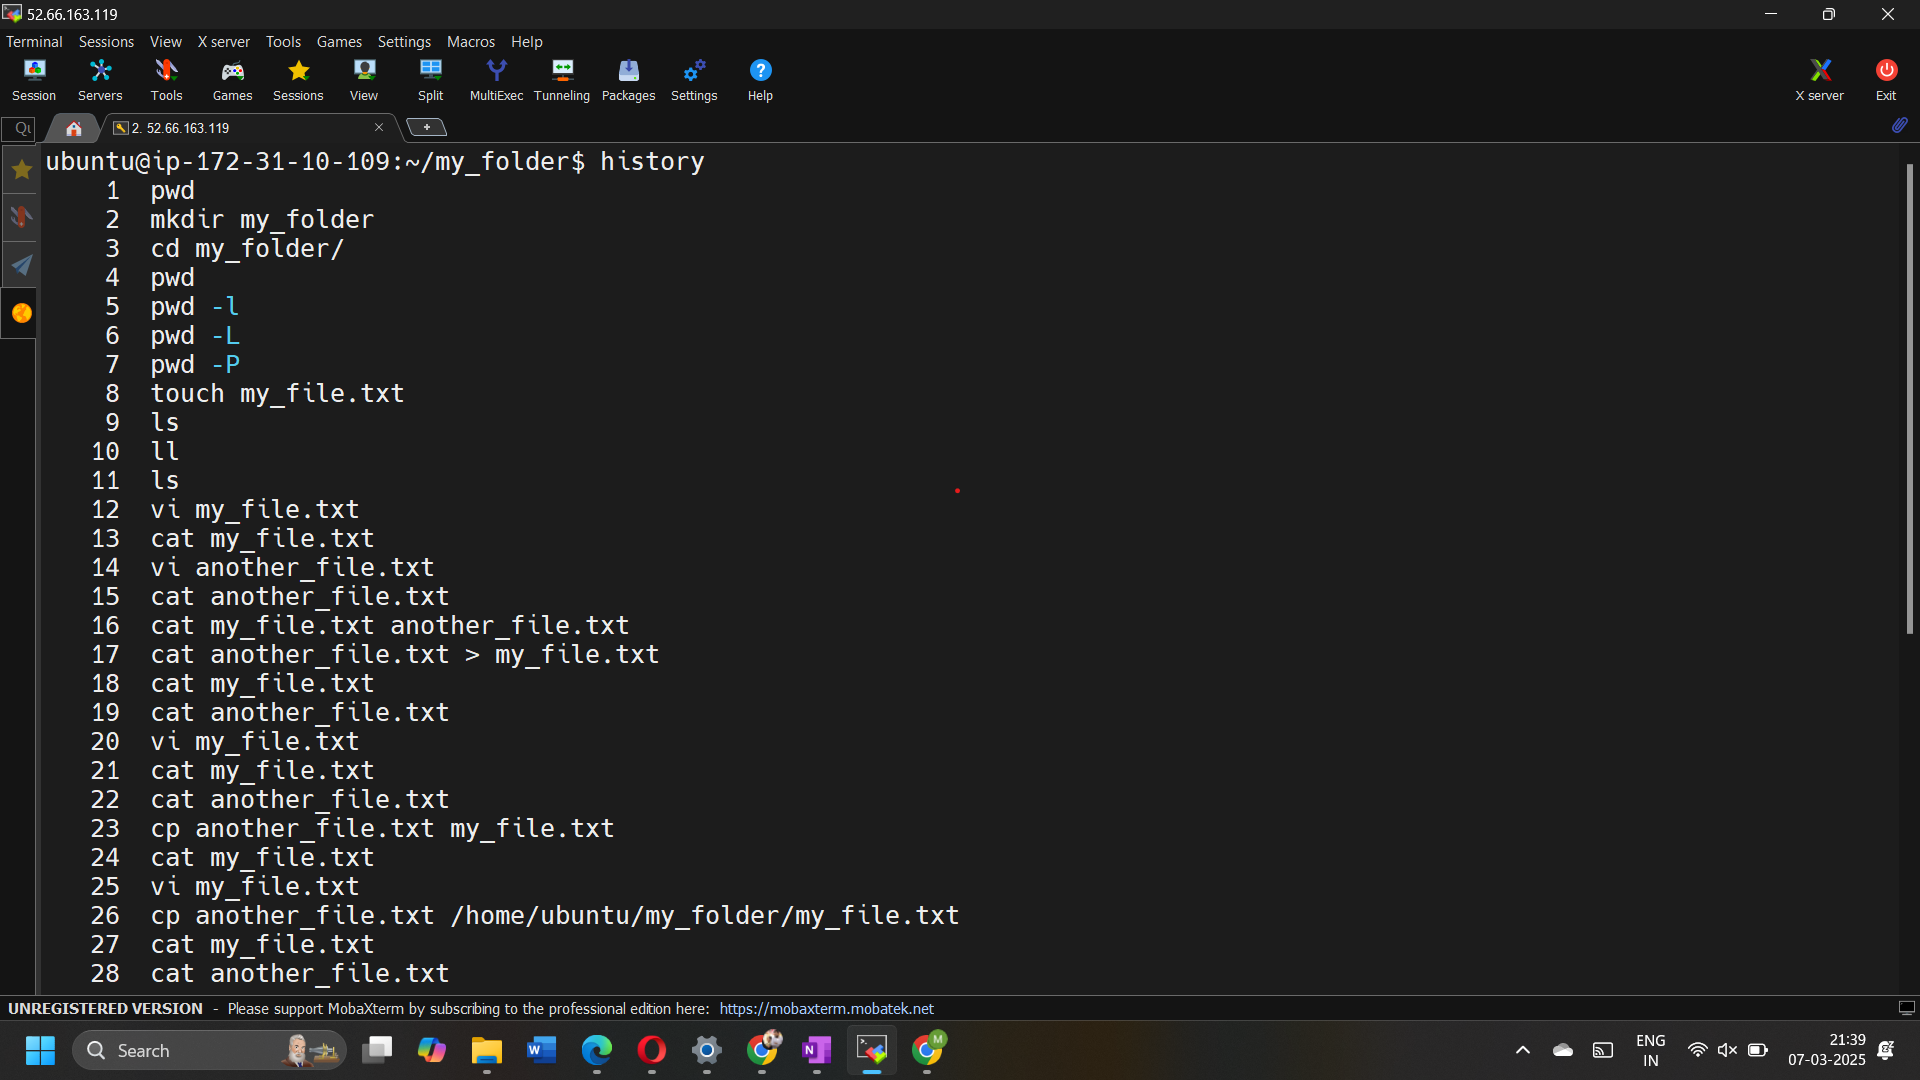 52.66.163.119
Terminal Sessions View X server Tools Games Settings Macros Help
Session Servers Tools Games Sessions View Split MultiExec Tunneling Packages Settings Help X server Exit
2. 52.66.163.119
ubuntu@ip-172-31-10-109:~/my_folder$ history
1 pwd
2 mkdir my_folder
3 cd my_folder/
4 pwd
5 pwd -l
6 pwd -L
7 pwd -P
8 touch my_file.txt
9 ls
10 ll
11 ls
12 vi my_file.txt
13 cat my_file.txt
14 vi another_file.txt
15 cat another_file.txt
16 cat my_file.txt another_file.txt
17 cat another_file.txt > my_file.txt
18 cat my_file.txt
19 cat another_file.txt
20 vi my_file.txt
21 cat my_file.txt
22 cat another_file.txt
23 cp another_file.txt my_file.txt
24 cat my_file.txt
25 vi my_file.txt
26 cp another_file.txt /home/ubuntu/my_folder/my_file.txt
27 cat my_file.txt
28 cat another_file.txt
UNREGISTERED VERSION - Please support MobaXterm by subscribing to the professional edition here: https://mobaxterm.mobatek.net
Search
ENG
IN
21:39
07-03-2025